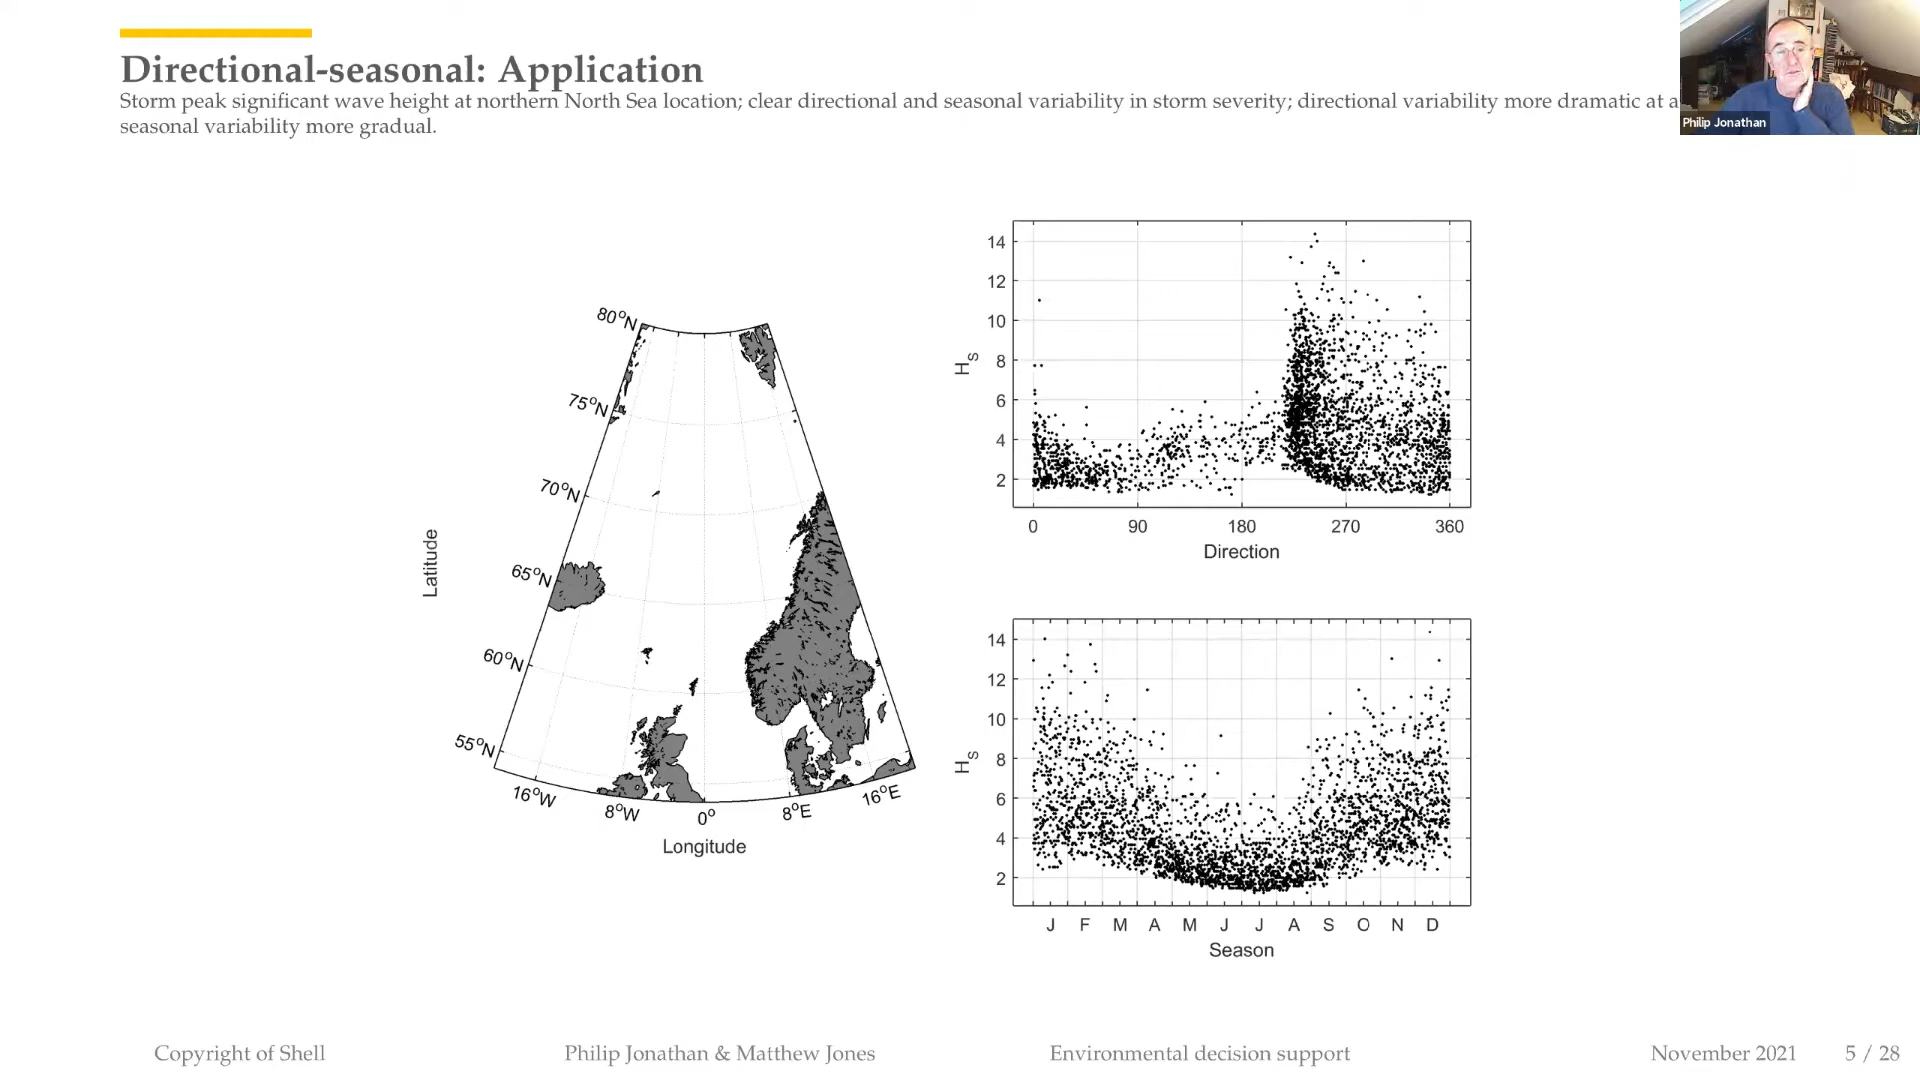 Directional-seasonal: Application
Storm peak significant wave height at northern North Sea location; clear directional and seasonal variability in storm severity; directional variability more dramatic at a
seasonal variability more gradual.
Philip Jonathan
80°N
75°N
70°N
65°N
60°N
55°N
Latitude
16°W
8°W
0°
8°E
16°E
Longitude
14
12
10
8
6
4
2
H_S
0 90 180 270 360
Direction
14
12
10
8
6
4
2
H_S
J F M A M J J A S O N D
Season
Copyright of Shell
Philip Jonathan & Matthew Jones
Environmental decision support
November 2021
5 / 28